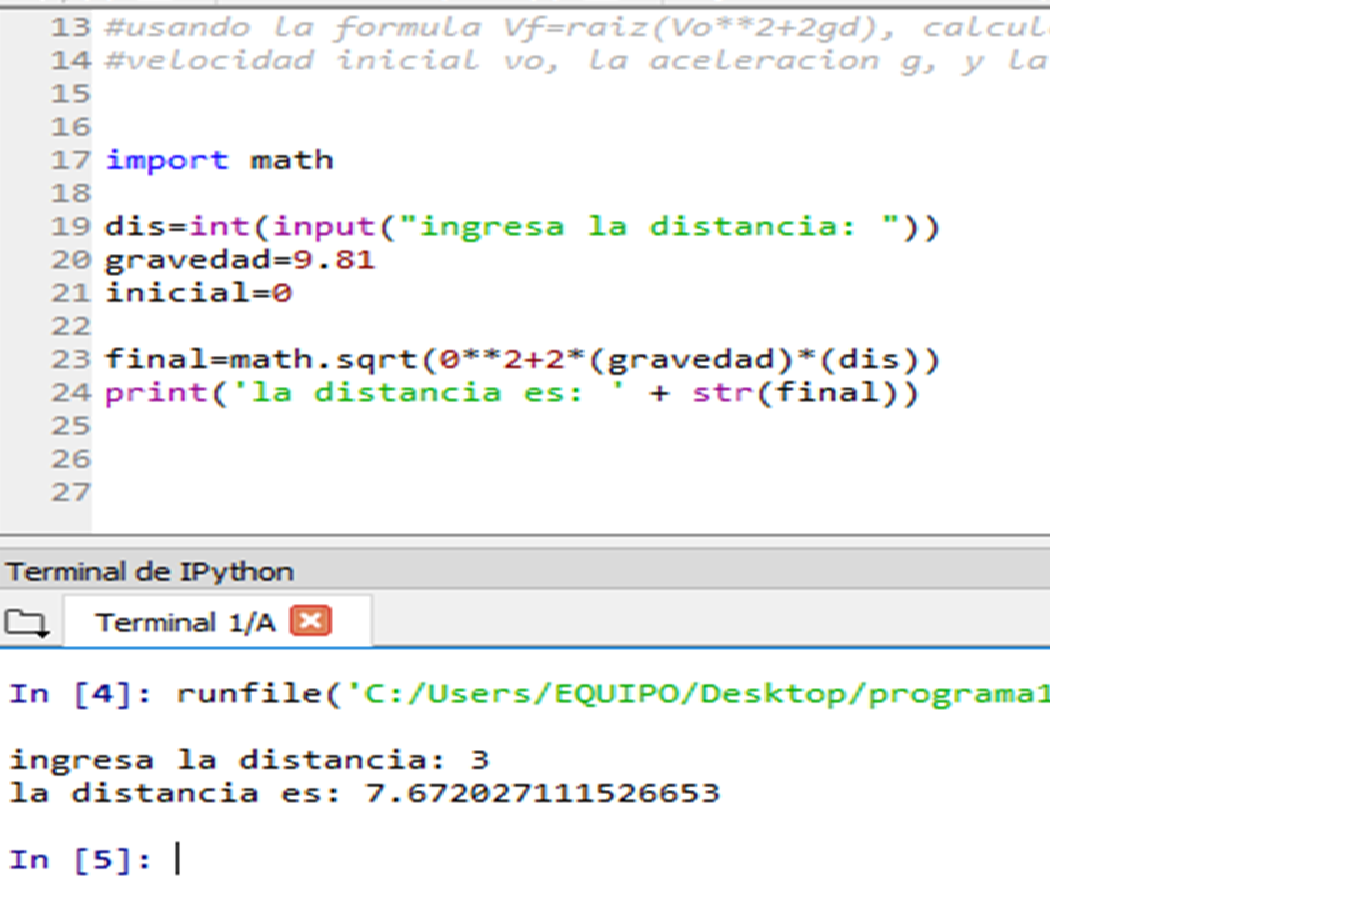 13 #usando la formula Vf=raiz(Vo**2+2gd), calcul
14 #velocidad inicial vo, la aceleracion g, y la
15
16
17 import math
18
19 dis=int(input("ingresa la distancia: "))
20 gravedad=9.81
21 inicial=0
22
23 final=math.sqrt(0**2+2*(gravedad)*(dis))
24 print('la distancia es: ' + str(final))
25
26
27
Terminal de IPython
Terminal 1/A
In [4]: runfile('C:/Users/EQUIPO/Desktop/programa1
ingresa la distancia: 3
la distancia es: 7.672027111526653
In [5]: